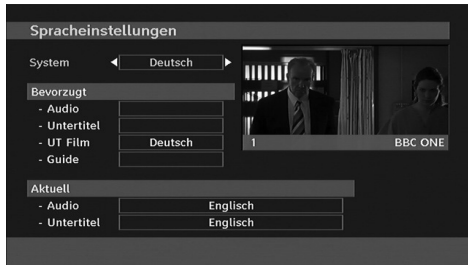 Spracheinstellungen
System Deutsch
Bevorzugt
- Audio
- Untertitel
- UT Film Deutsch
- Guide
1 BBC ONE
Aktuell
- Audio Englisch
- Untertitel Englisch